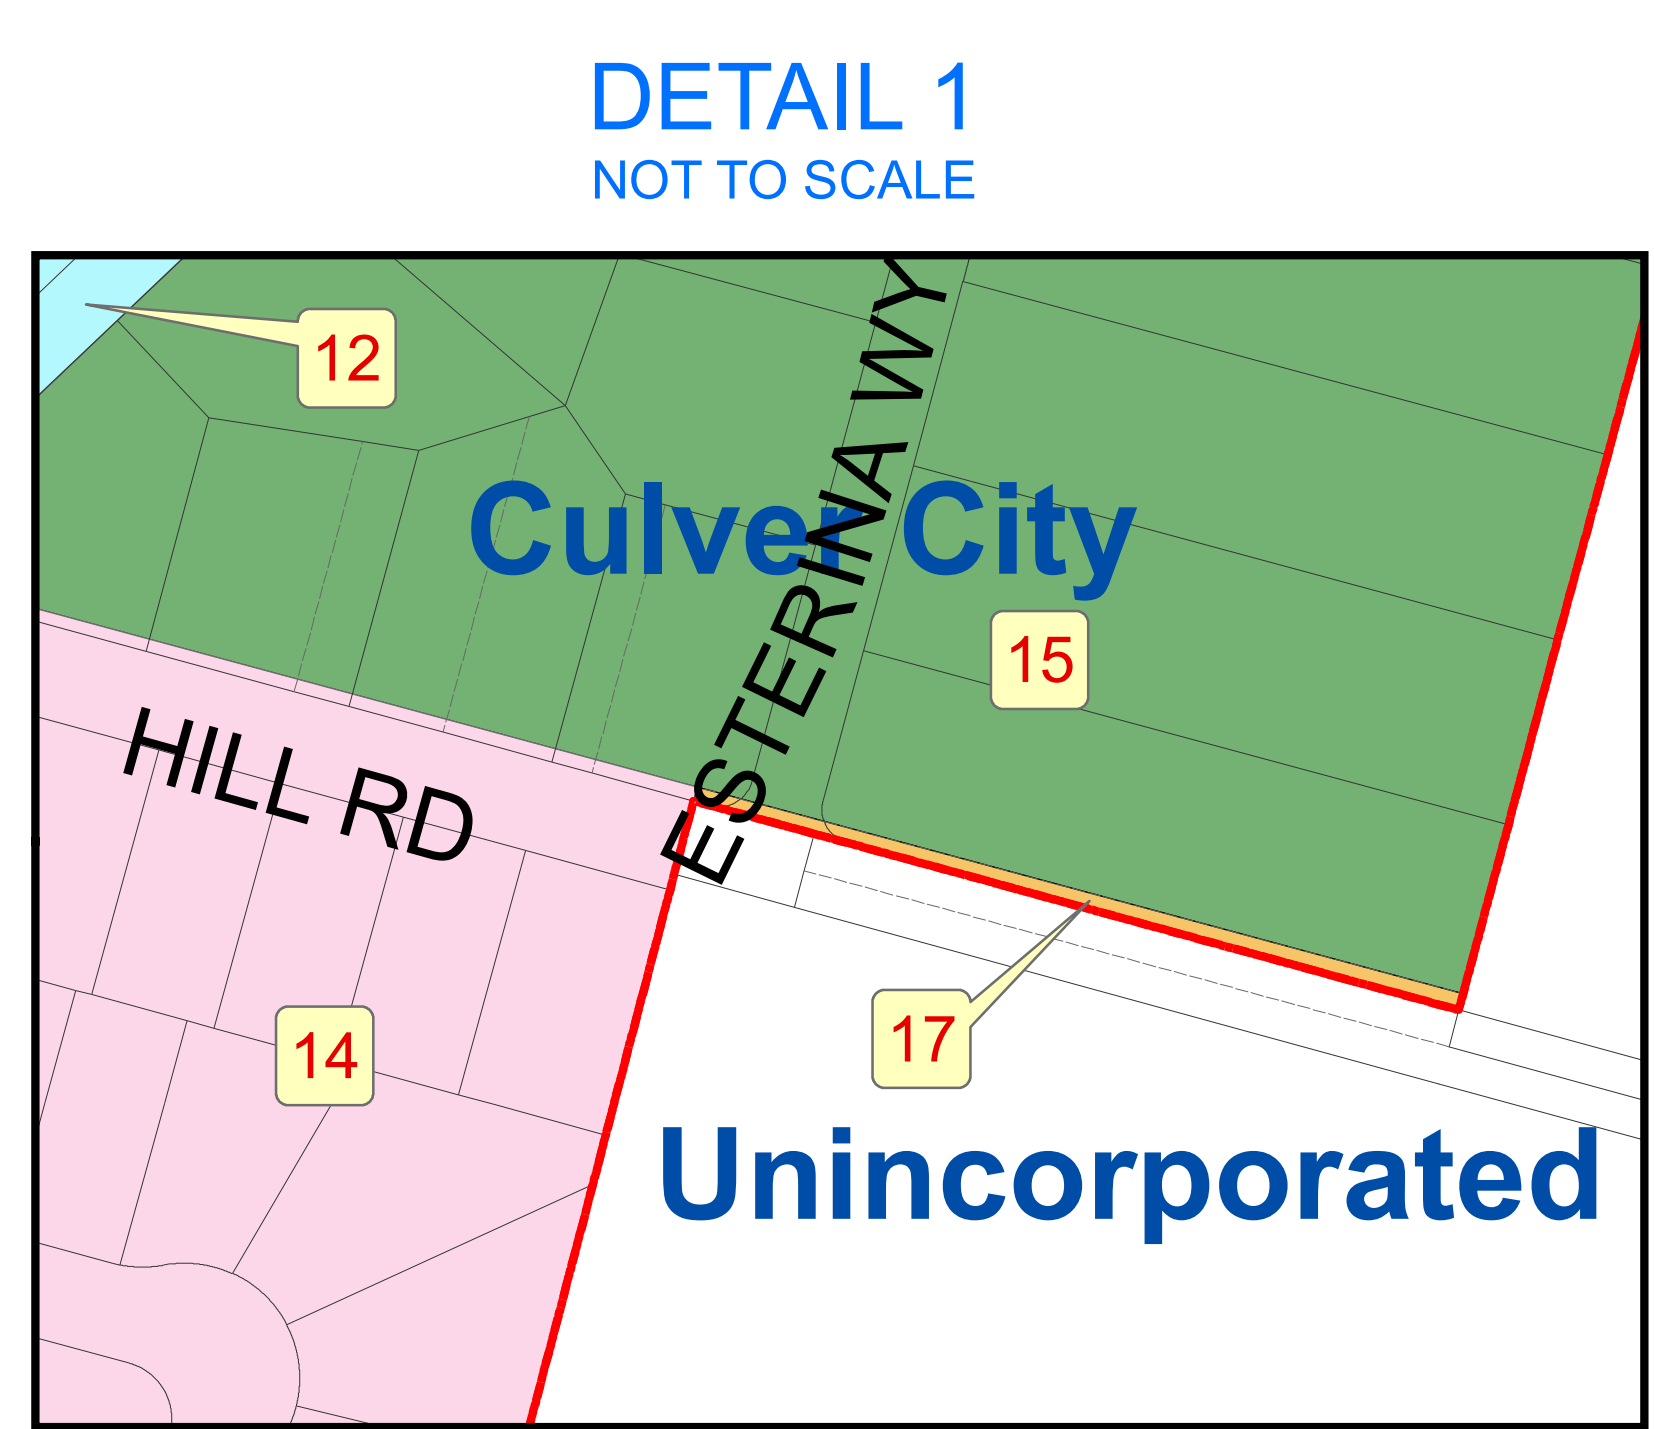 DETAIL 1
NOT TO SCALE
12
ESTERINA WY
Culver City
15
HILL RD
17
14
Unincorporated